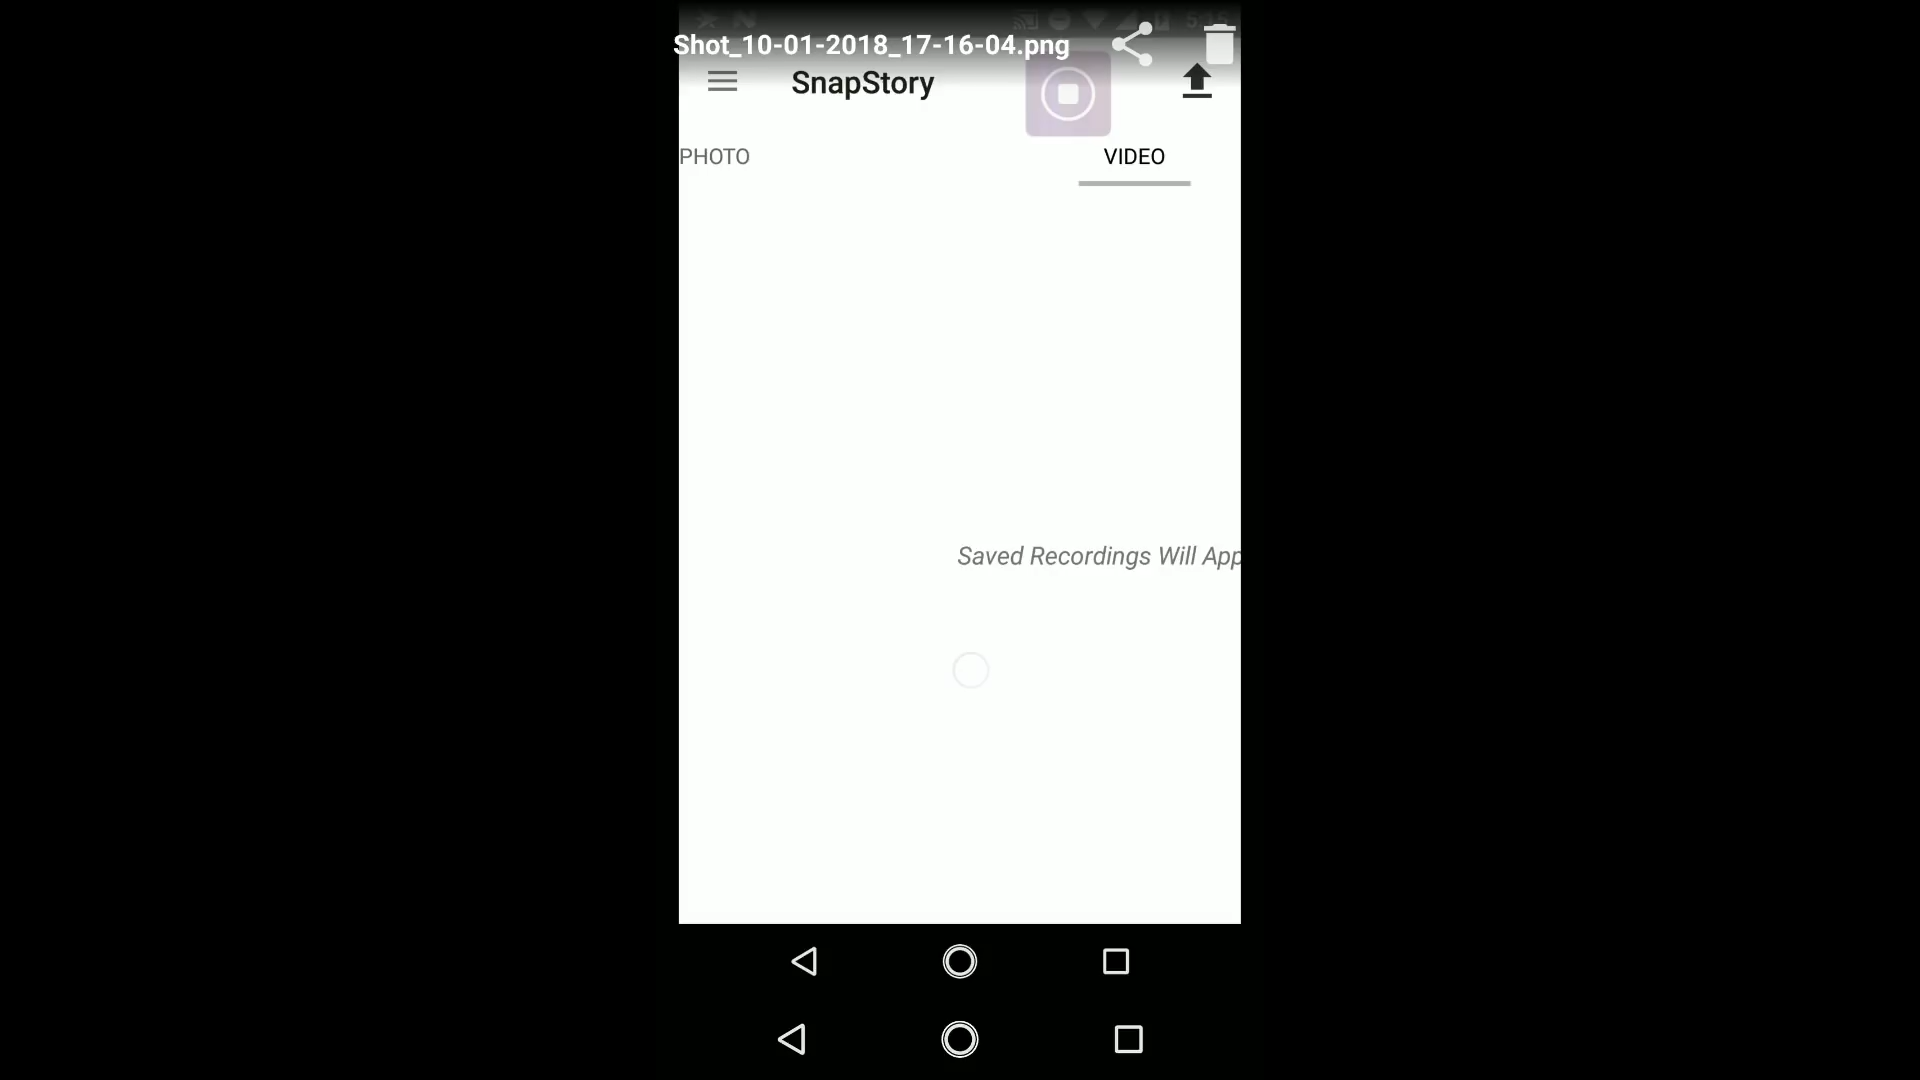 Shot_10-01-2018_17-16-04.png
SnapStory
PHOTO
VIDEO
Saved Recordings Will App